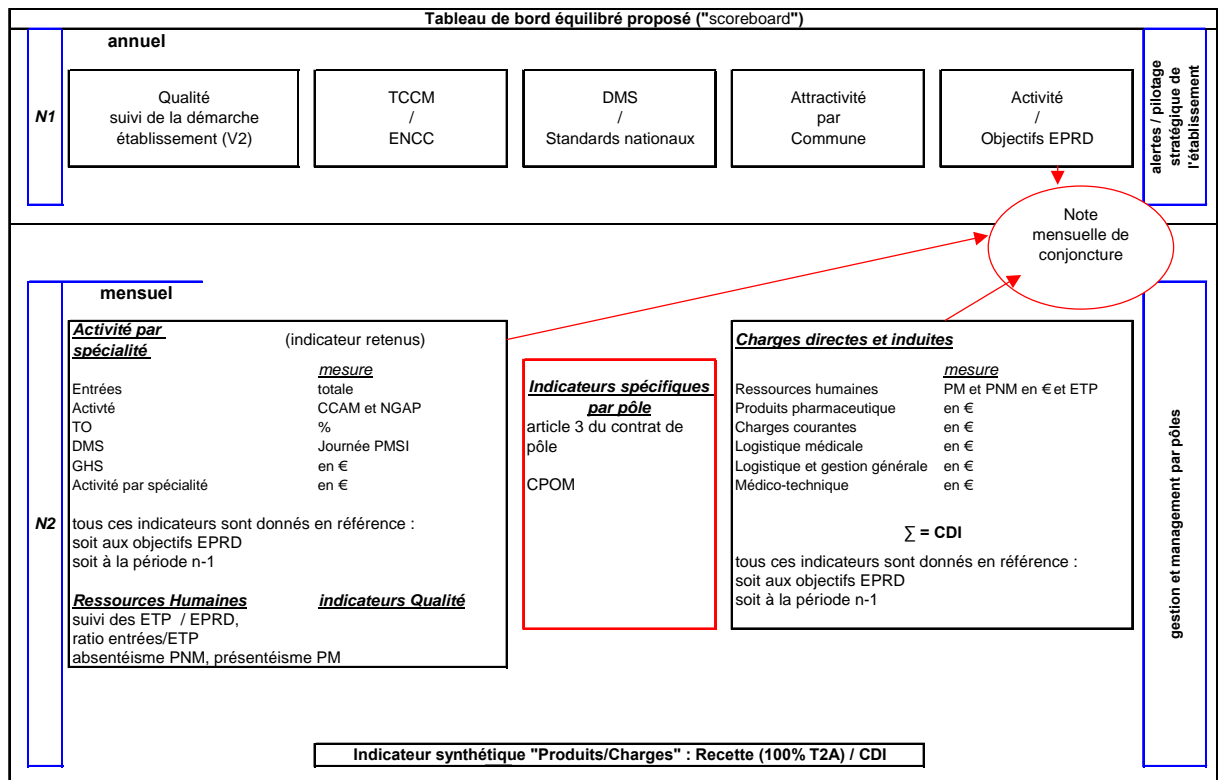 Tableau de bord équilibré proposé ("scoreboard")
annuel
N1
Qualité
suivi de la démarche
établissement (V2)
TCCM
/
ENCC
DMS
/
Standards nationaux
Attractivité
par
Commune
Activité
/
Objectifs EPRD
alertes / pilotage
stratégique de
l'établissement
Note
mensuelle de
conjoncture
mensuel
N2
Activité par
spécialité
(indicateur retenus)
mesure
Entrées totale
Activté CCAM et NGAP
TO %
DMS Journée PMSI
GHS en €
Activité par spécialité en €
tous ces indicateurs sont donnés en référence :
soit aux objectifs EPRD
soit à la période n-1
Ressources Humaines indicateurs Qualité
suivi des ETP / EPRD,
ratio entrées/ETP
absentéisme PNM, présentéisme PM
Indicateurs spécifiques
par pôle
article 3 du contrat de
pôle
CPOM
Charges directes et induites
mesure
Ressources humaines PM et PNM en € et ETP
Produits pharmaceutique en €
Charges courantes en €
Logistique médicale en €
Logistique et gestion générale en €
Médico-technique en €
∑ = CDI
tous ces indicateurs sont donnés en référence :
soit aux objectifs EPRD
soit à la période n-1
gestion et management par pôles
Indicateur synthétique "Produits/Charges" : Recette (100% T2A) / CDI